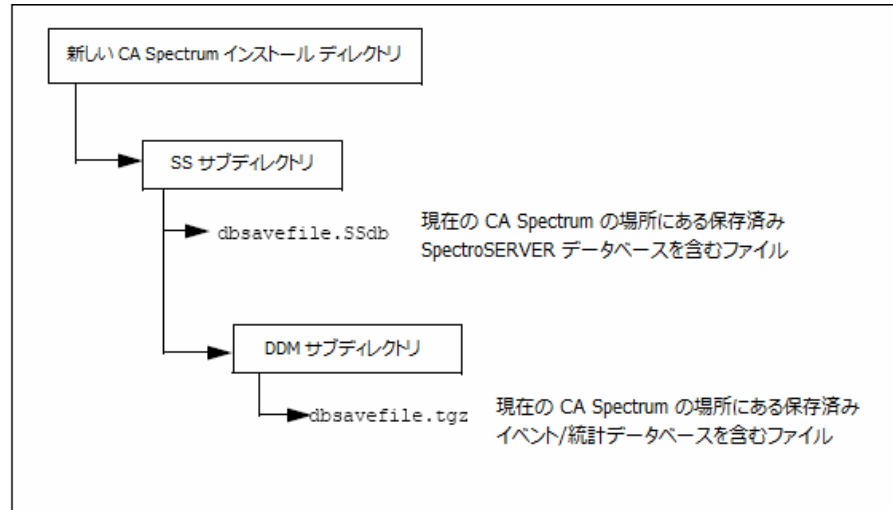 新しい CA Spectrum インストール ディレクトリ
SS サブディレクトリ
dbsavefile.SSdb
現在の CA Spectrum の場所にある保存済み
SpectroSERVER データベースを含むファイル
DDM サブディレクトリ
dbsavefile.tgz
現在の CA Spectrum の場所にある保存済み
イベント/統計データベースを含むファイル